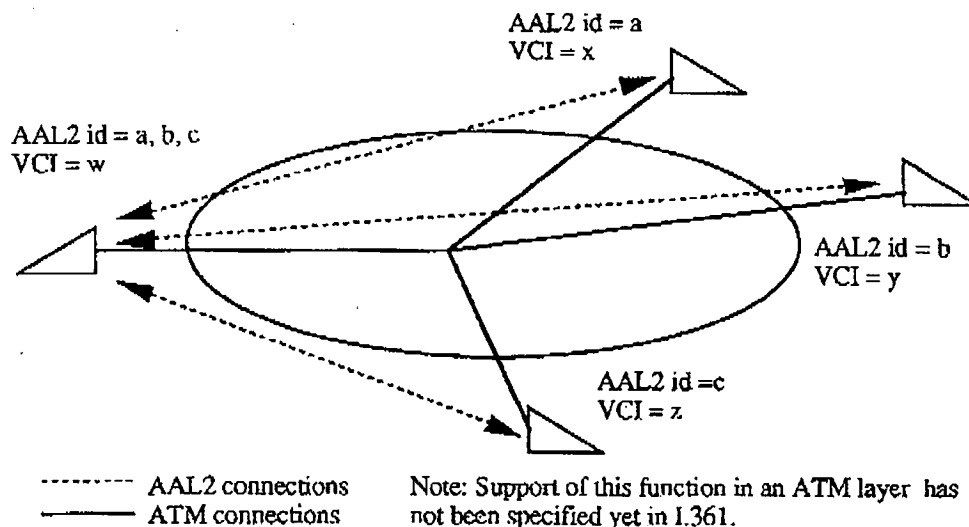 AAL2 id = a
VCI = x
AAL2 id = a, b, c
VCI = w
AAL2 id = b
VCI = y
AAL2 id =c
VCI = z
AAL2 connections
ATM connections
Note: Support of this function in an ATM layer has
not been specified yet in I.361.